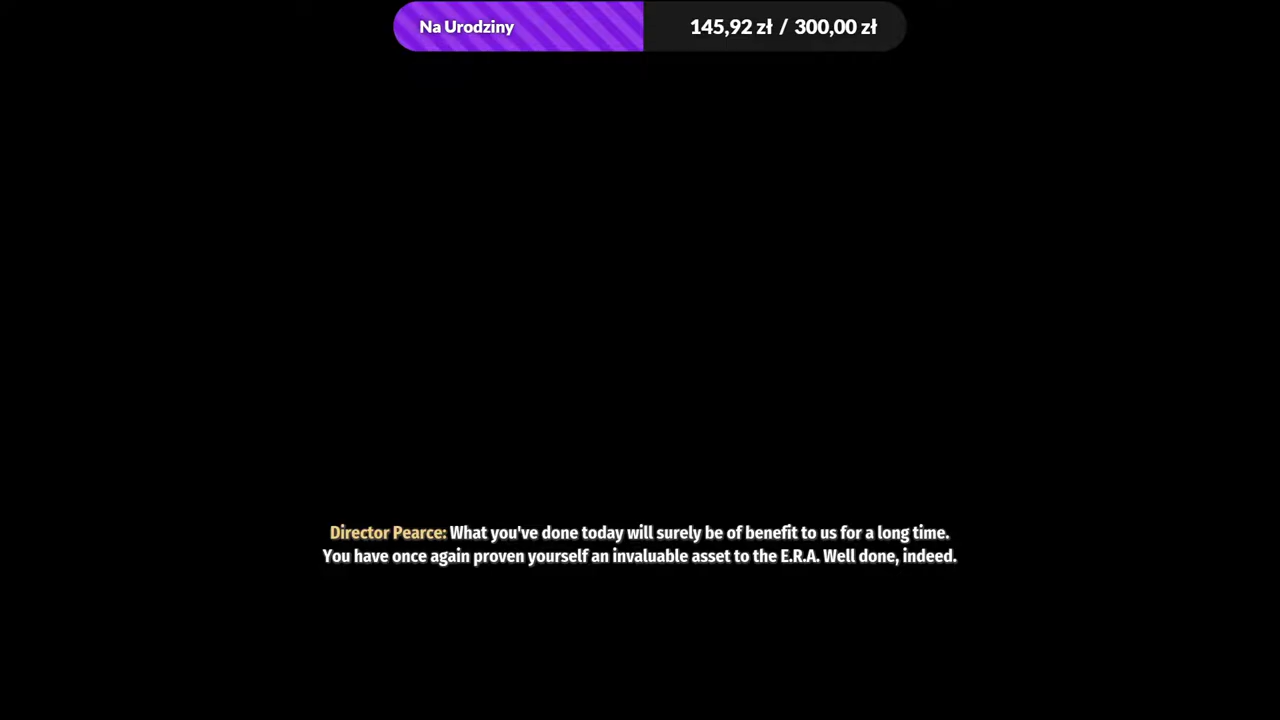 Na Urodziny 145,92 zł / 300,00 zł
Director Pearce: What you've done today will surely be of benefit to us for a long time.
You have once again proven yourself an invaluable asset to the E.R.A. Well done, indeed.